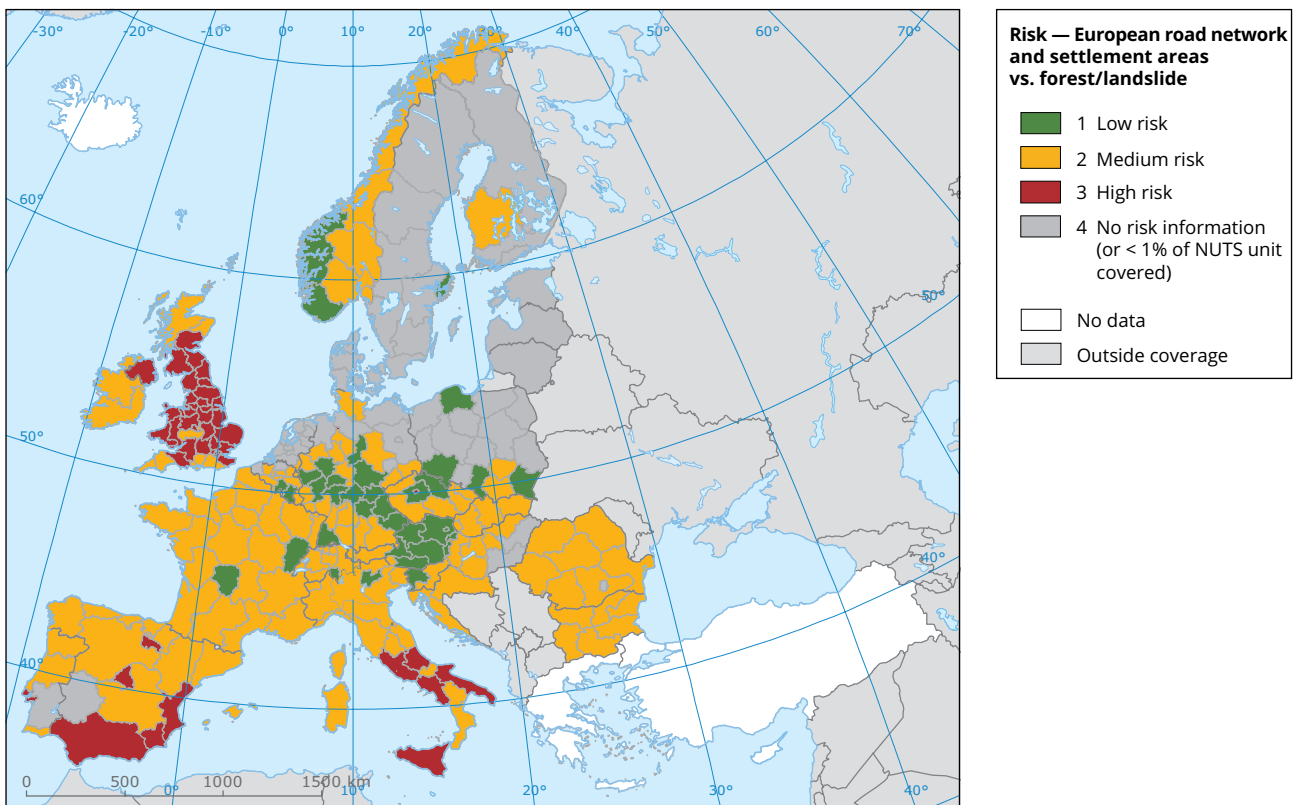 -30°
-20°
-10°
0°
10°
20°
30°
40°
60°
70°
60°
50°
50°
40°
40°
0
500
1000
1500 km
0°
10°
20°
30°
40°
Risk — European road network
and settlement areas
vs. forest/landslide
1 Low risk
2 Medium risk
3 High risk
4 No risk information
(or < 1% of NUTS unit
covered)
No data
Outside coverage